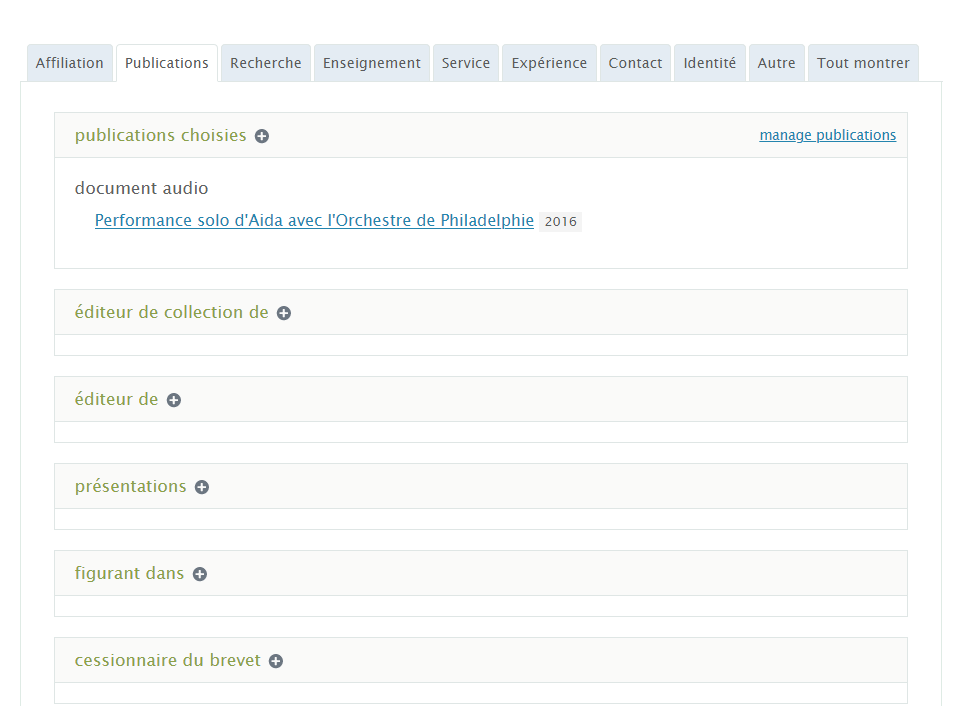 Affiliation Publications Recherche Enseignement Service Expérience Contact Identité Autre Tout montrer
publications choisies manage publications
document audio
Performance solo d'Aida avec l'Orchestre de Philadelphie 2016
éditeur de collection de
éditeur de
présentations
figurant dans
cessionnaire du brevet